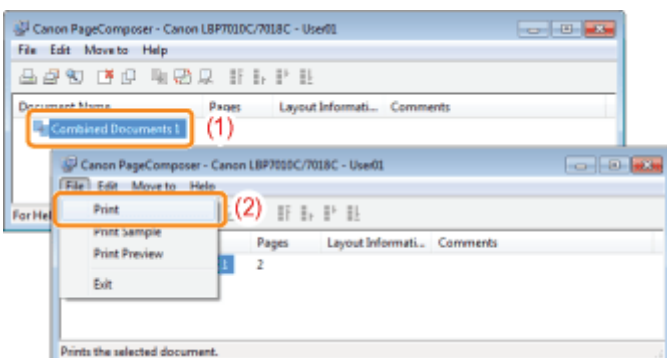 Canon PageComposer - Canon LBP7010C/7018C - User01
File Edit Move to Help
Document Name Pages Layout Informati... Comments
Combined Documents 1 (1)
Canon PageComposer - Canon LBP7010C/7018C - User01
File Edit Move to Help
For Hel
Print (2)
Print Sample
Pages Layout Informati... Comments
Print Preview
1 2
Exit
Prints the selected document.